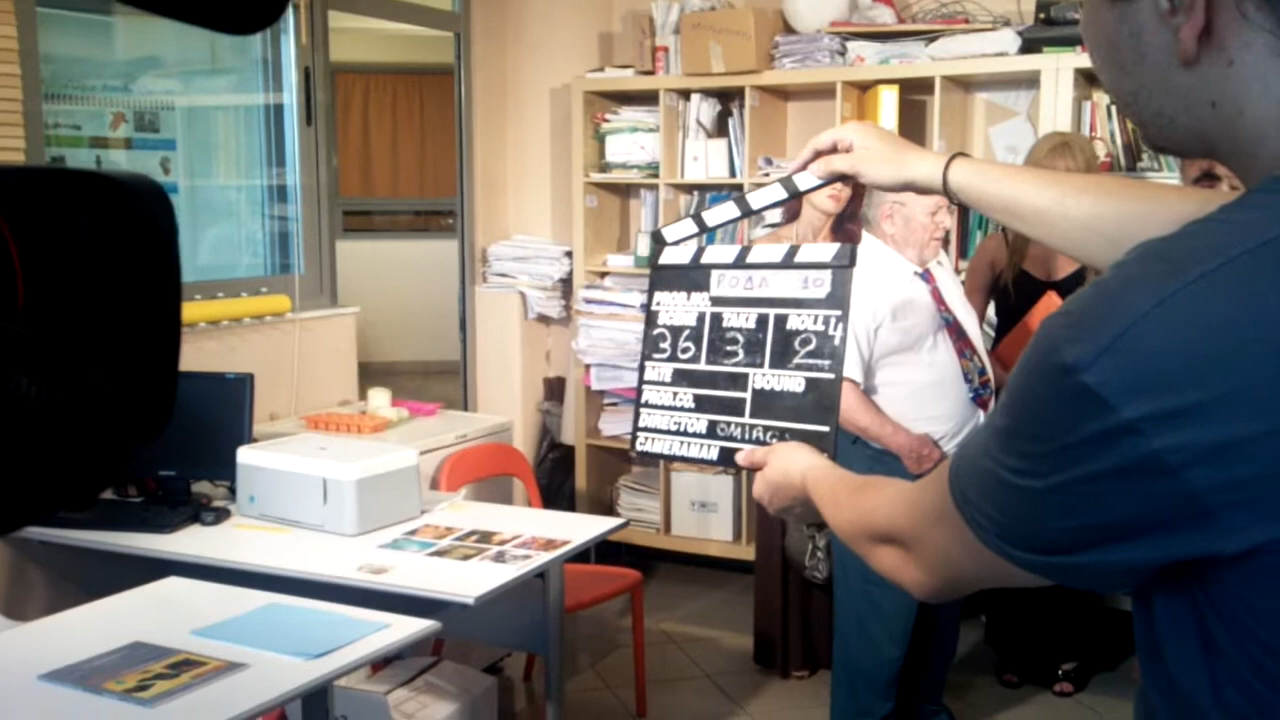 ΡΟΔΑ 10
PROD.NO.
SCENE TAKE ROLL 4
36 3 2
DATE SOUND
PROD.CO.
DIRECTOR
CAMERAMAN